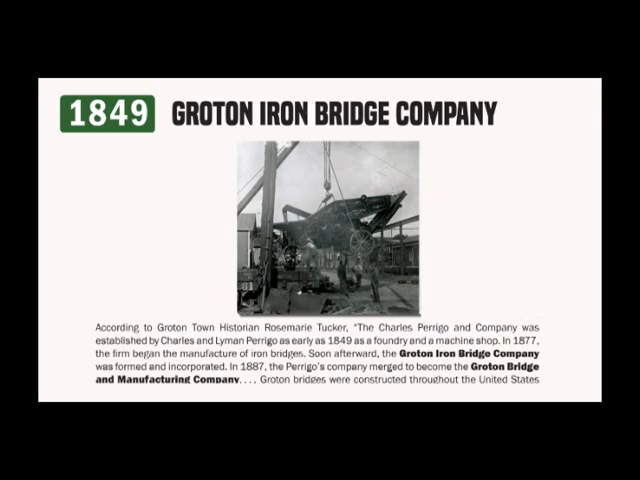 1849 GROTON IRON BRIDGE COMPANY
According to Groton Town Historian Rosemarie Tucker, “The Charles Perrigo and Company was
established by Charles and Lyman Perrigo as early as 1849 as a foundry and a machine shop. In 1877,
the firm began the manufacture of iron bridges. Soon afterward, the Groton Iron Bridge Company
was formed and incorporated. In 1887, the Perrigo’s company merged to become the Groton Bridge
and Manufacturing Company. . . . Groton bridges were constructed throughout the United States